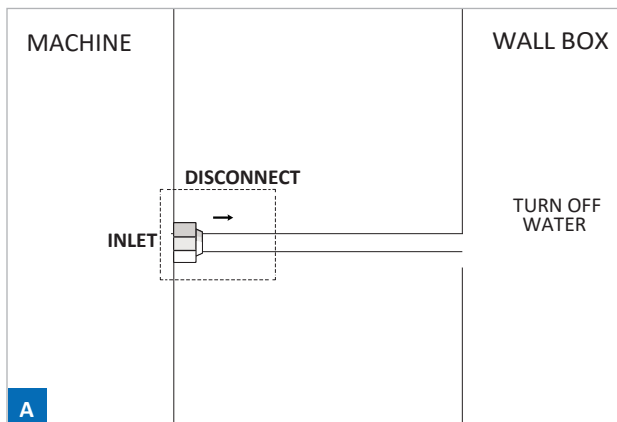 MACHINE
WALL BOX
DISCONNECT
INLET
TURN OFF
WATER
A